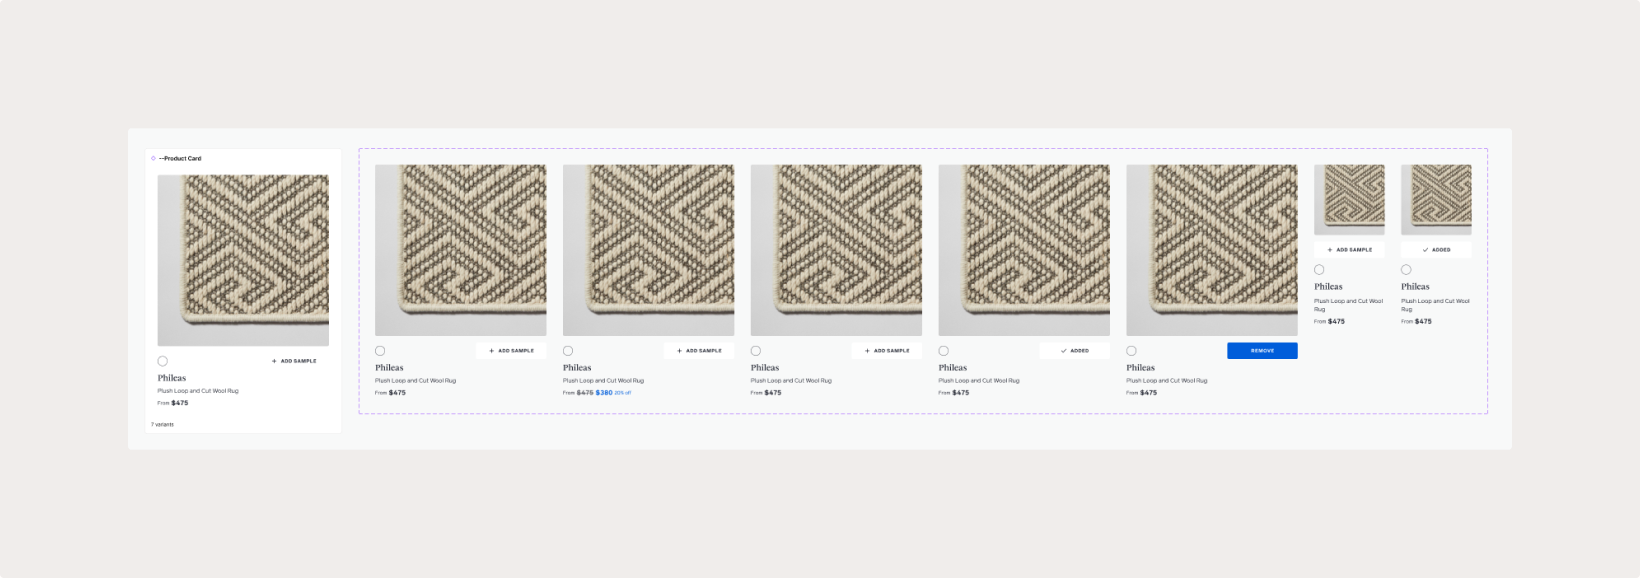 --Product Card
+ ADD SAMPLE
Phileas
Plush Loop and Cut Wool Rug
From $475
7 variants
+ ADD SAMPLE
Phileas
Plush Loop and Cut Wool Rug
From $475
+ ADD SAMPLE
Phileas
Plush Loop and Cut Wool Rug
From $475 $380 20% off
+ ADD SAMPLE
Phileas
Plush Loop and Cut Wool Rug
From $475
ADDED
Phileas
Plush Loop and Cut Wool Rug
From $475
REMOVE
Phileas
Plush Loop and Cut Wool Rug
From $475
+ ADD SAMPLE
Phileas
Plush Loop and Cut Wool
Rug
From $475
ADDED
Phileas
Plush Loop and Cut Wool
Rug
From $475